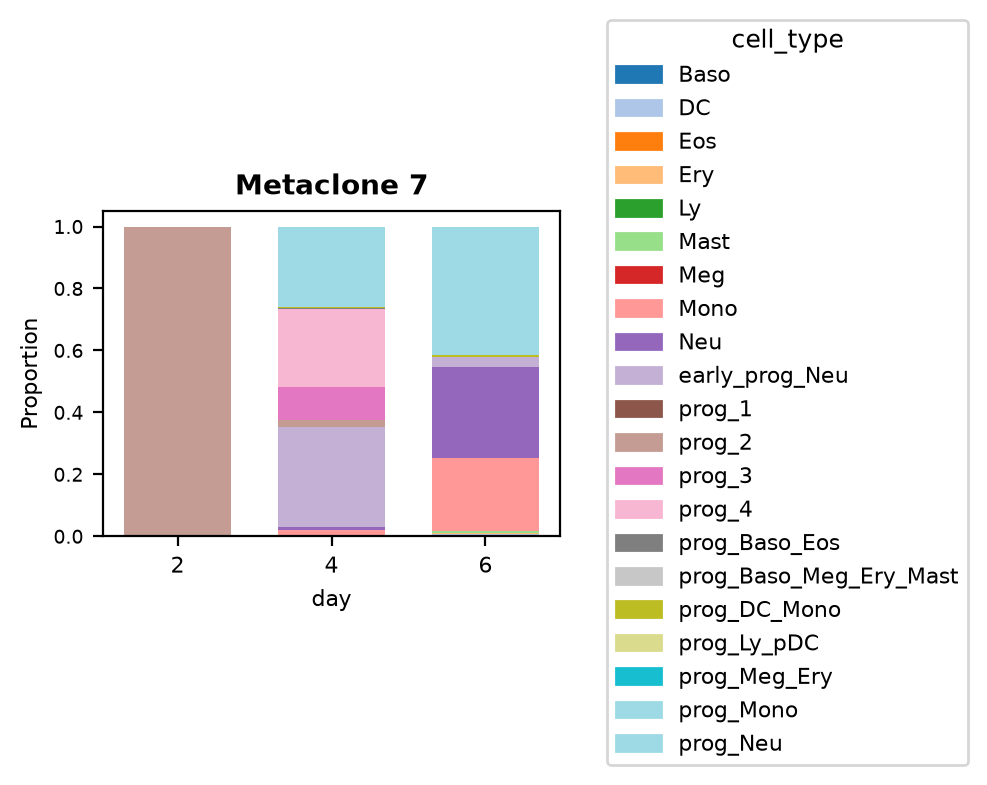 Metaclone 7
Proportion
1.0
0.8
0.6
0.4
0.2
0.0
2
4
6
day
cell_type
Baso
DC
Eos
Ery
Ly
Mast
Meg
Mono
Neu
early_prog_Neu
prog_1
prog_2
prog_3
prog_4
prog_Baso_Eos
prog_Baso_Meg_Ery_Mast
prog_DC_Mono
prog_Ly_pDC
prog_Meg_Ery
prog_Mono
prog_Neu